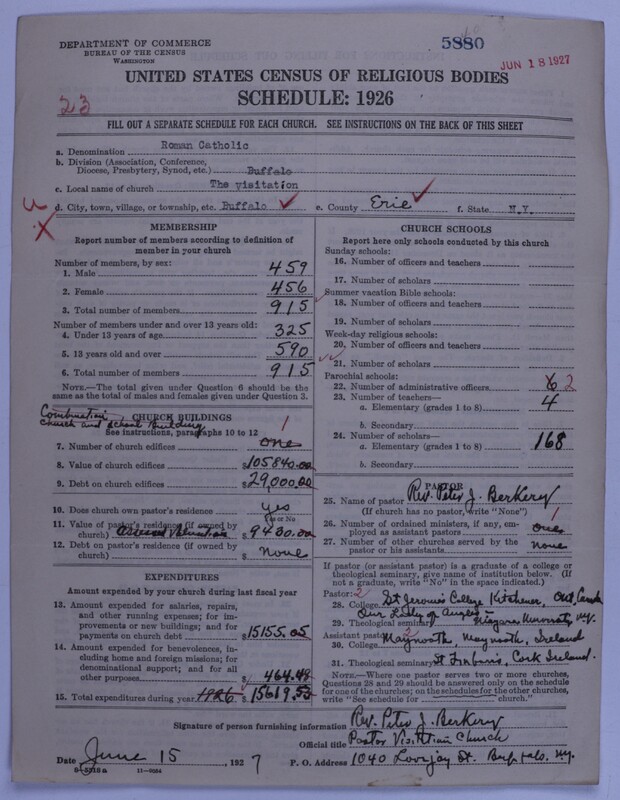 DEPARTMENT OF COMMERCE
BUREAU OF THE CENSUS
WASHINGTON
5880
JUN 18 1927
UNITED STATES CENSUS OF RELIGIOUS BODIES
SCHEDULE: 1926
23
FILL OUT A SEPARATE SCHEDULE FOR EACH CHURCH. SEE INSTRUCTIONS ON THE BACK OF THIS SHEET
a. Denomination Roman Catholic
b. Division (Association, Conference,
Diocese, Presbytery, Synod, etc.) Buffalo
c. Local name of church The visitation
d. City, town, village, or township, etc. Buffalo e. County Erie f. State N.Y.
MEMBERSHIP
Report number of members according to definition of
member in your church
Number of members, by sex:
1. Male 459
2. Female 456
3. Total number of members 915
Number of members under and over 13 years old:
4. Under 13 years of age 325
5. 13 years old and over 590
6. Total number of members 915
NOTE.—The total given under Question 6 should be
the same as the total of males and females given under Question 3.
Combination
Church and School Building
CHURCH BUILDINGS
See instructions, paragraphs 10 to 12
7. Number of church edifices one 1
8. Value of church edifices $105840.00
9. Debt on church edifices $29,000.00
10. Does church own pastor's residence yes
Yes or No
11. Value of pastor's residence (if owned by
church) assessed Valuation $9430.00
12. Debt on pastor's residence (if owned by
church) $ none
EXPENDITURES
Amount expended by your church during last fiscal year
13. Amount expended for salaries, repairs,
and other running expenses; for im-
provements or new buildings; and for
payments on church debt $15155.05
14. Amount expended for benevolences, in-
cluding home and foreign missions; for
denominational support; and for all
other purposes $464.48
15. Total expenditures during year 1926 $15619.53
CHURCH SCHOOLS
Report here only schools conducted by this church
Sunday schools:
16. Number of officers and teachers
17. Number of scholars
Summer vacation Bible schools:
18. Number of officers and teachers
19. Number of scholars
Week-day religious schools:
20. Number of officers and teachers
21. Number of scholars
Parochial schools:
22. Number of administrative officers 6 2
23. Number of teachers—
a. Elementary (grades 1 to 8) 4
b. Secondary
24. Number of scholars—
a. Elementary (grades 1 to 8) 168
b. Secondary
PASTOR
25. Name of pastor Rev. Peter J. Berkery
(If church has no pastor, write "None")
26. Number of ordained ministers, if any, em-
ployed as assistant pastors one 1
27. Number of other churches served by the
pastor or his assistants none
If pastor (or assistant pastor) is a graduate of a college or
theological seminary, give name of institution below. (If
not a graduate, write "No" in the space indicated.)
Pastor: 2
28. College St Jerome's College Kitchener, Ont Canada
29. Theological seminary Our Lady of Angels Niagara University N.Y.
Assistant pastor: 2
30. College Maynooth, Maynooth, Ireland
31. Theological seminary St Finbar's, Cork Ireland.
NOTE.—Where one pastor serves two or more churches,
Questions 28 and 29 should be answered only on the schedule
for one of the churches; on the schedules for the other churches,
write "See schedule for church."
Signature of person furnishing information Rev. Peter J. Berkery
Official title Pastor Visitation Church
Date June 15, 1927 P. O. Address 1040 Lovejoy St. Buffalo. N.Y.
8-5318a 11-6664